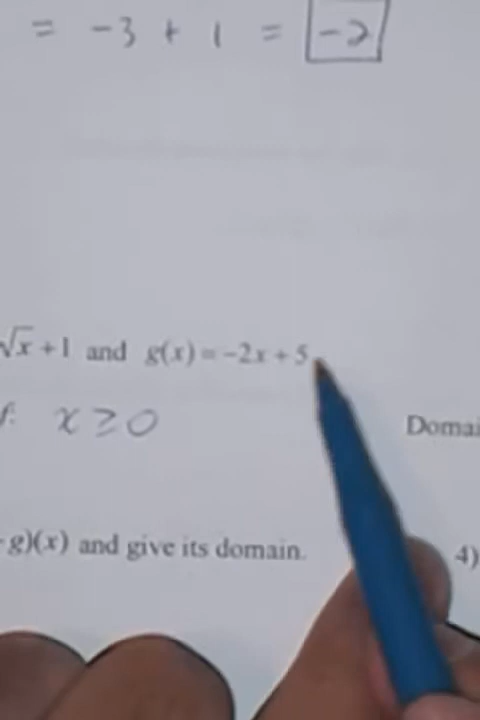 = -3 + 1 = -2
√x + 1 and g(x) = -2x + 5
f: x ≥ 0
Domai
g)(x) and give its domain.
4)